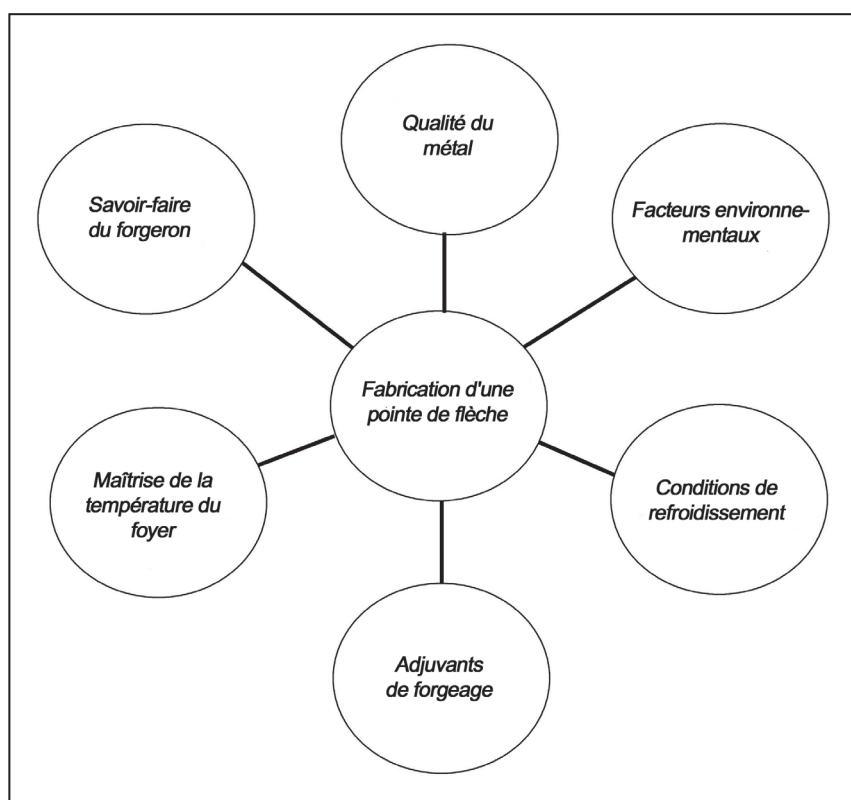 Qualité du
métal
Savoir-faire
du forgeron
Facteurs environne-
mentaux
Fabrication d'une
pointe de flèche
Maîtrise de la
température du
foyer
Conditions de
refroidissement
Adjuvants
de forgeage